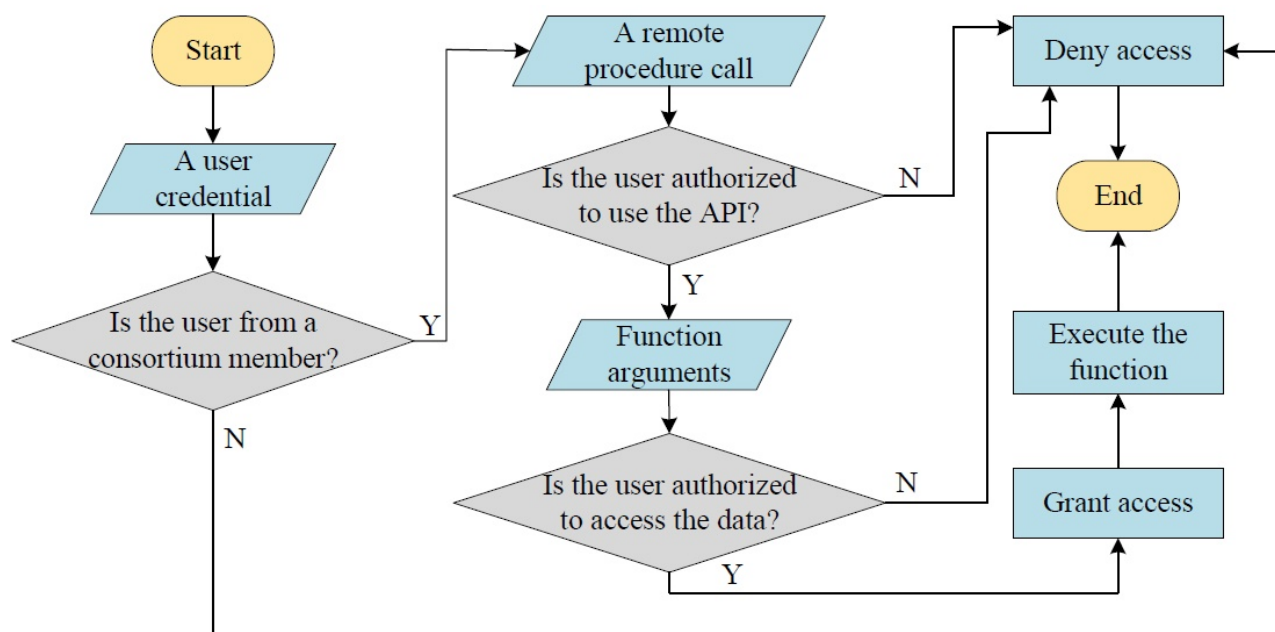 Start
A user
credential
Is the user from a
consortium member?
Y
N
A remote
procedure call
Is the user authorized
to use the API?
N
Y
Function
arguments
Is the user authorized
to access the data?
N
Y
Deny access
End
Execute the
function
Grant access